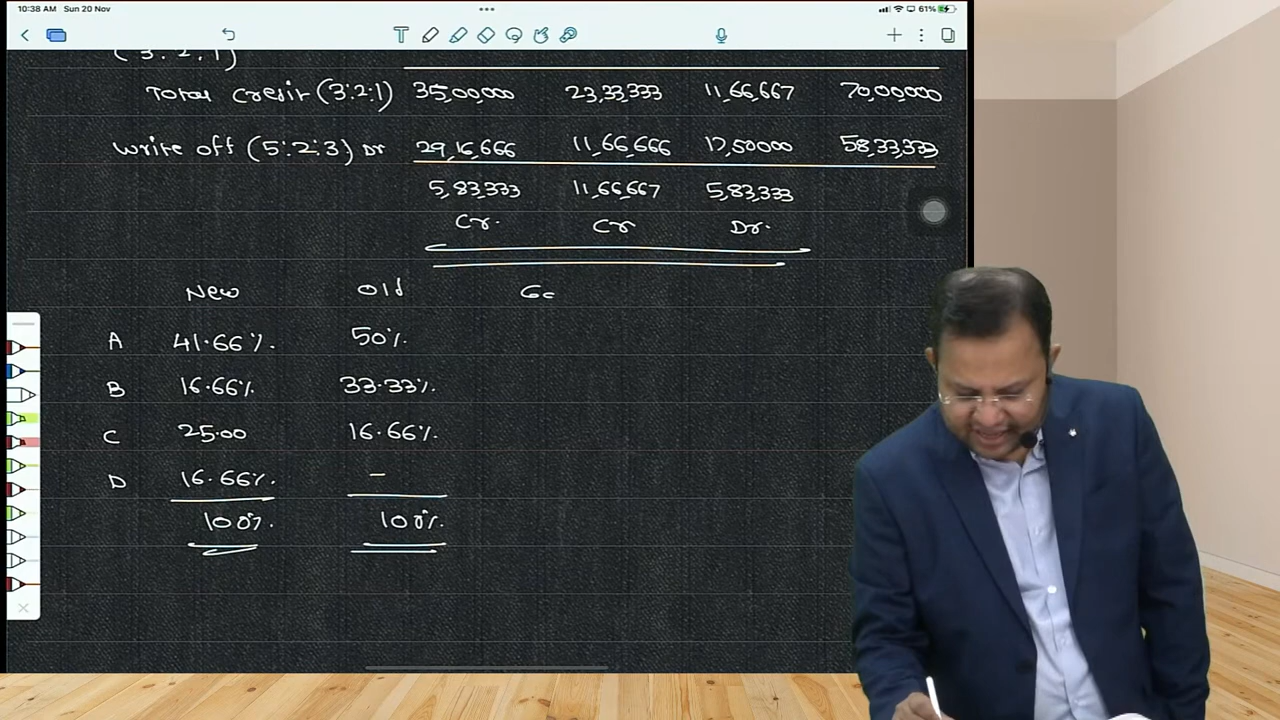 10:38 AM Sun 20 Nov 61%
(3:2:1)
Total Credit (3:2:1) 35,00,000 23,33,333 11,66,667 70,00,000
Write off (5:2:3) Dr 29,16,666 11,66,666 17,50000 58,33,333
5,83,333 11,66,667 5,83,333
Cr. Cr Dr.
New Old Go
A 41.66%. 50%.
B 16.66% 33.33%.
C 25.00 16.66%.
D 16.66%. -
100%. 100%.